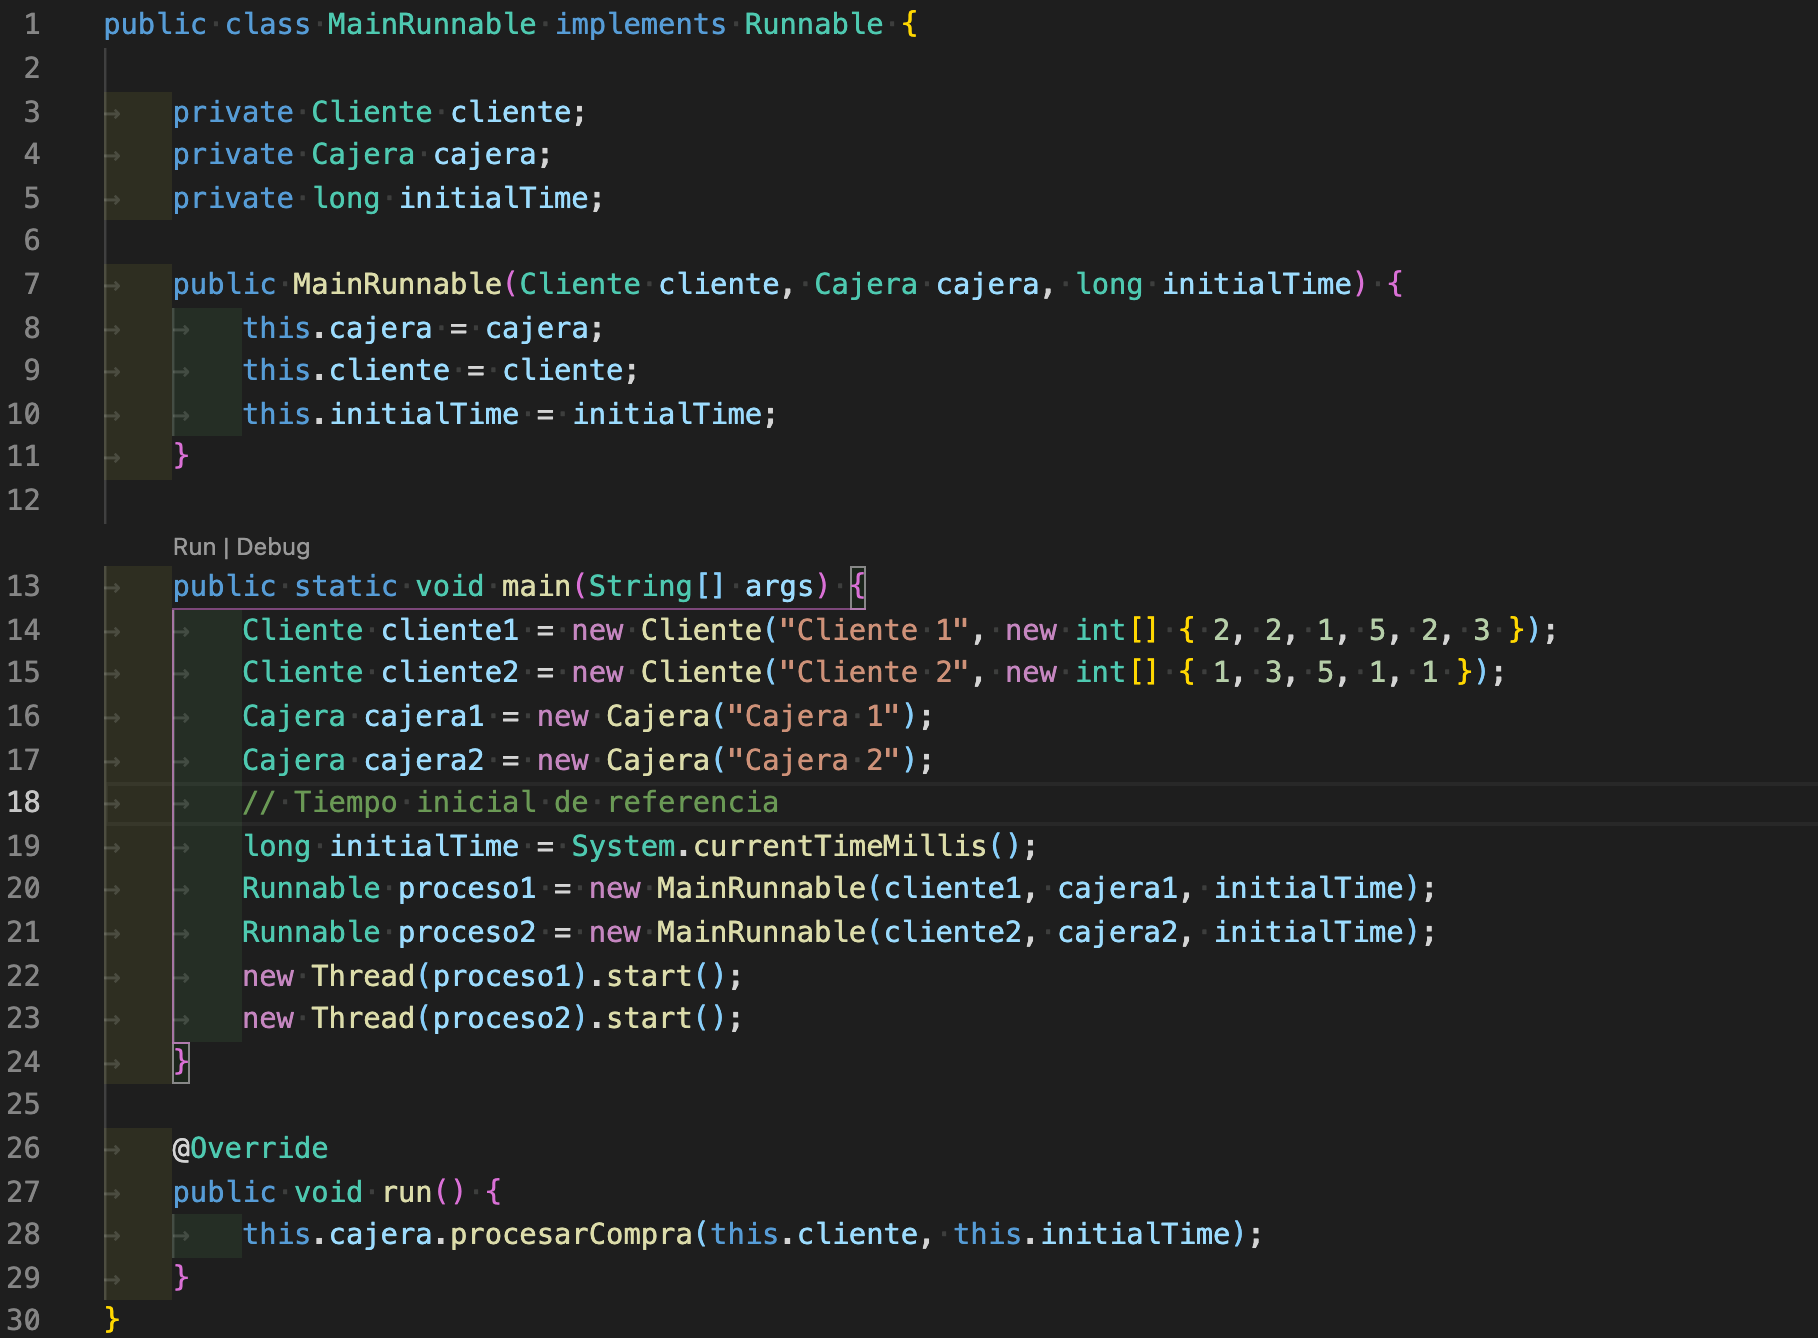 1 public class MainRunnable implements Runnable {
2
3 private Cliente cliente;
4 private Cajera cajera;
5 private long initialTime;
6
7 public MainRunnable(Cliente cliente, Cajera cajera, long initialTime) {
8 this.cajera = cajera;
9 this.cliente = cliente;
10 this.initialTime = initialTime;
11 }
12
Run | Debug
13 public static void main(String[] args) {
14 Cliente cliente1 = new Cliente("Cliente 1", new int[] { 2, 2, 1, 5, 2, 3 });
15 Cliente cliente2 = new Cliente("Cliente 2", new int[] { 1, 3, 5, 1, 1 });
16 Cajera cajera1 = new Cajera("Cajera 1");
17 Cajera cajera2 = new Cajera("Cajera 2");
18 // Tiempo inicial de referencia
19 long initialTime = System.currentTimeMillis();
20 Runnable proceso1 = new MainRunnable(cliente1, cajera1, initialTime);
21 Runnable proceso2 = new MainRunnable(cliente2, cajera2, initialTime);
22 new Thread(proceso1).start();
23 new Thread(proceso2).start();
24 }
25
26 @Override
27 public void run() {
28 this.cajera.procesarCompra(this.cliente, this.initialTime);
29 }
30 }